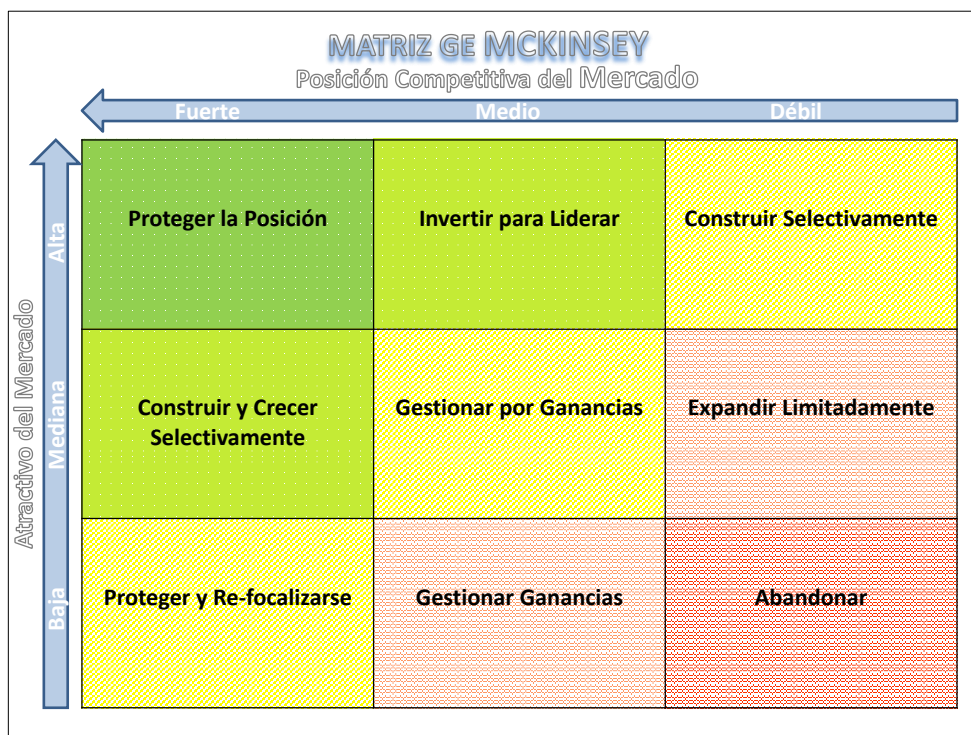 MATRIZ GE MCKINSEY
Posición Competitiva del Mercado
Fuerte Medio Débil
Atractivo del Mercado
Alta
Proteger la Posición
Invertir para Liderar
Construir Selectivamente
Mediana
Construir y Crecer
Selectivamente
Gestionar por Ganancias
Expandir Limitadamente
Baja
Proteger y Re-focalizarse
Gestionar Ganancias
Abandonar